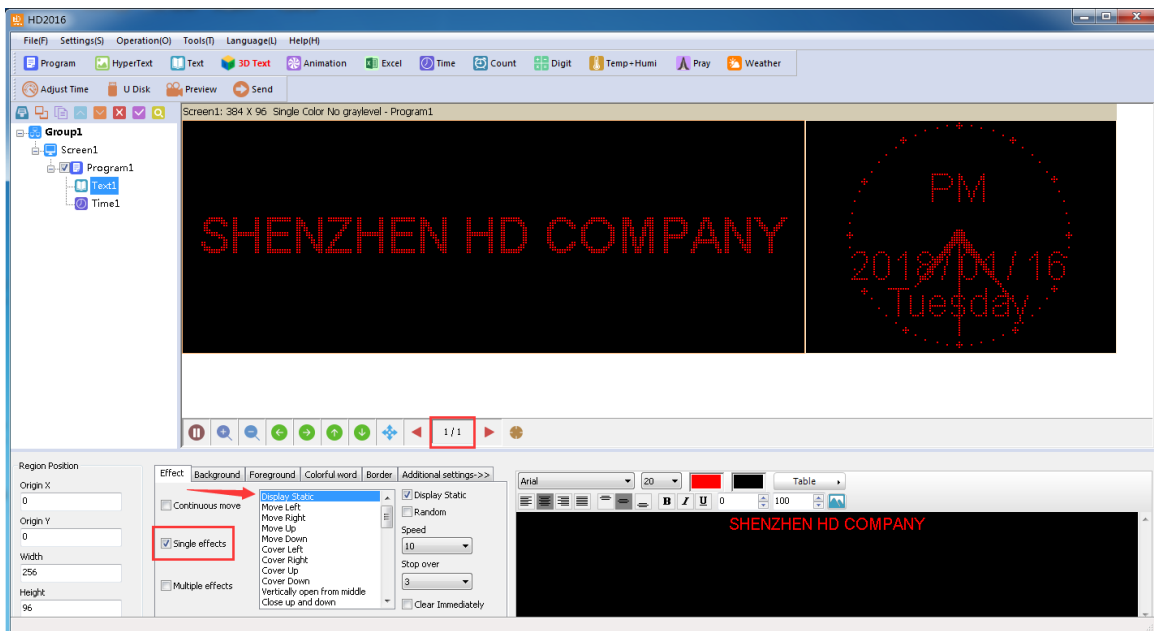 HD2016
File(F) Settings(S) Operation(O) Tools(T) Language(L) Help(H)
Program HyperText Text 3D Text Animation Excel Time Count Digit Temp+Humi Pray Weather
Adjust Time U Disk Preview Send
Screen1: 384 X 96 Single Color No graylevel - Program1
Group1
Screen1
Program1
Text1
Time1
SHENZHEN HD COMPANY
PM
2018/01/16
Tuesday
1/1
Region Position
Origin X
0
Origin Y
0
Width
256
Height
96
Effect Background Foreground Colorful word Border Additional settings->>
Continuous move
Single effects
Multiple effects
Display Static
Move Left
Move Right
Move Up
Move Down
Cover Left
Cover Right
Cover Up
Cover Down
Vertically open from middle
Close up and down
Display Static
Random
Speed
10
Stop over
3
Clear Immediately
Arial 20 Table
B I U 0 100
SHENZHEN HD COMPANY